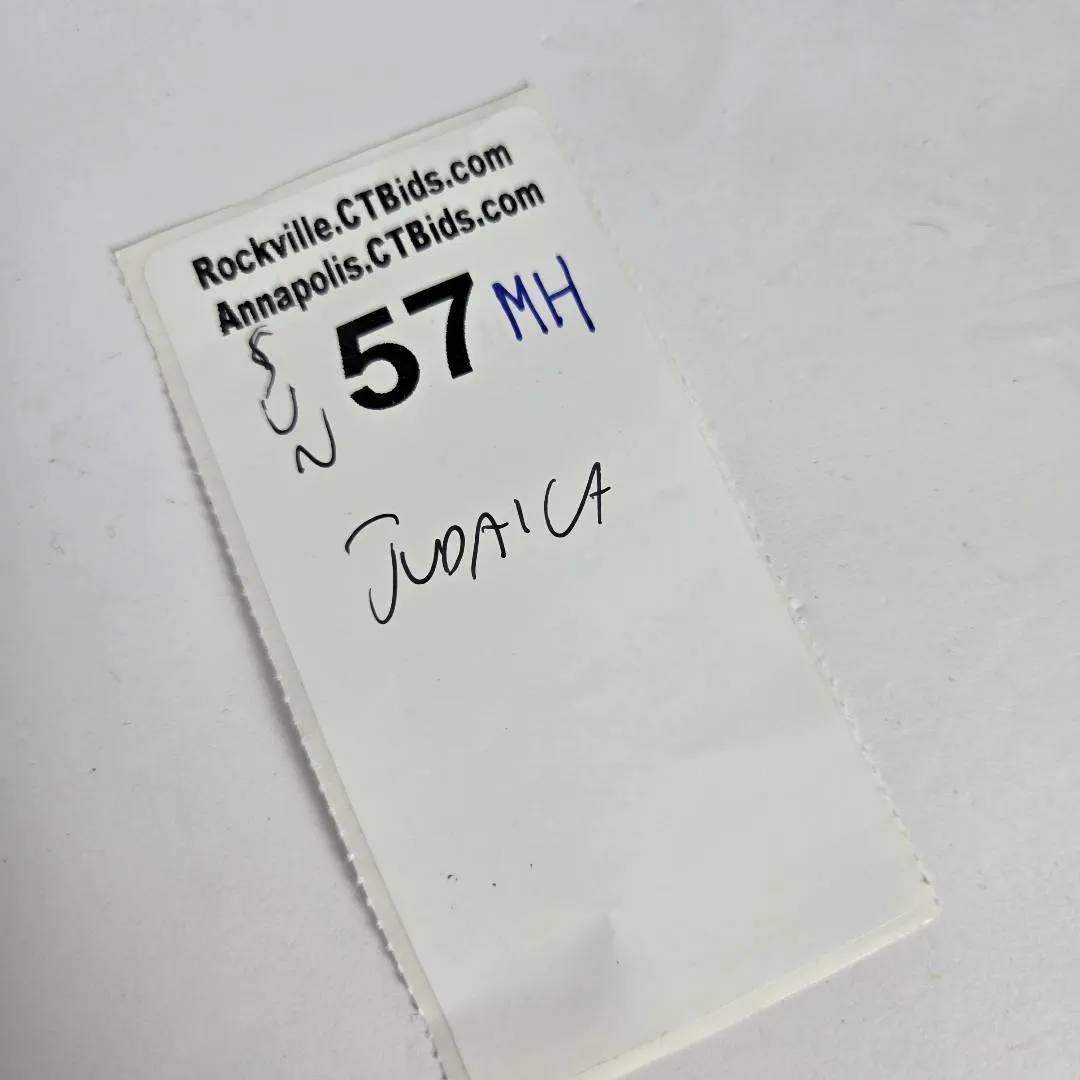 Rockville.CTBids.com
Annapolis.CTBids.com
SUN 57 MH
JUDAICA